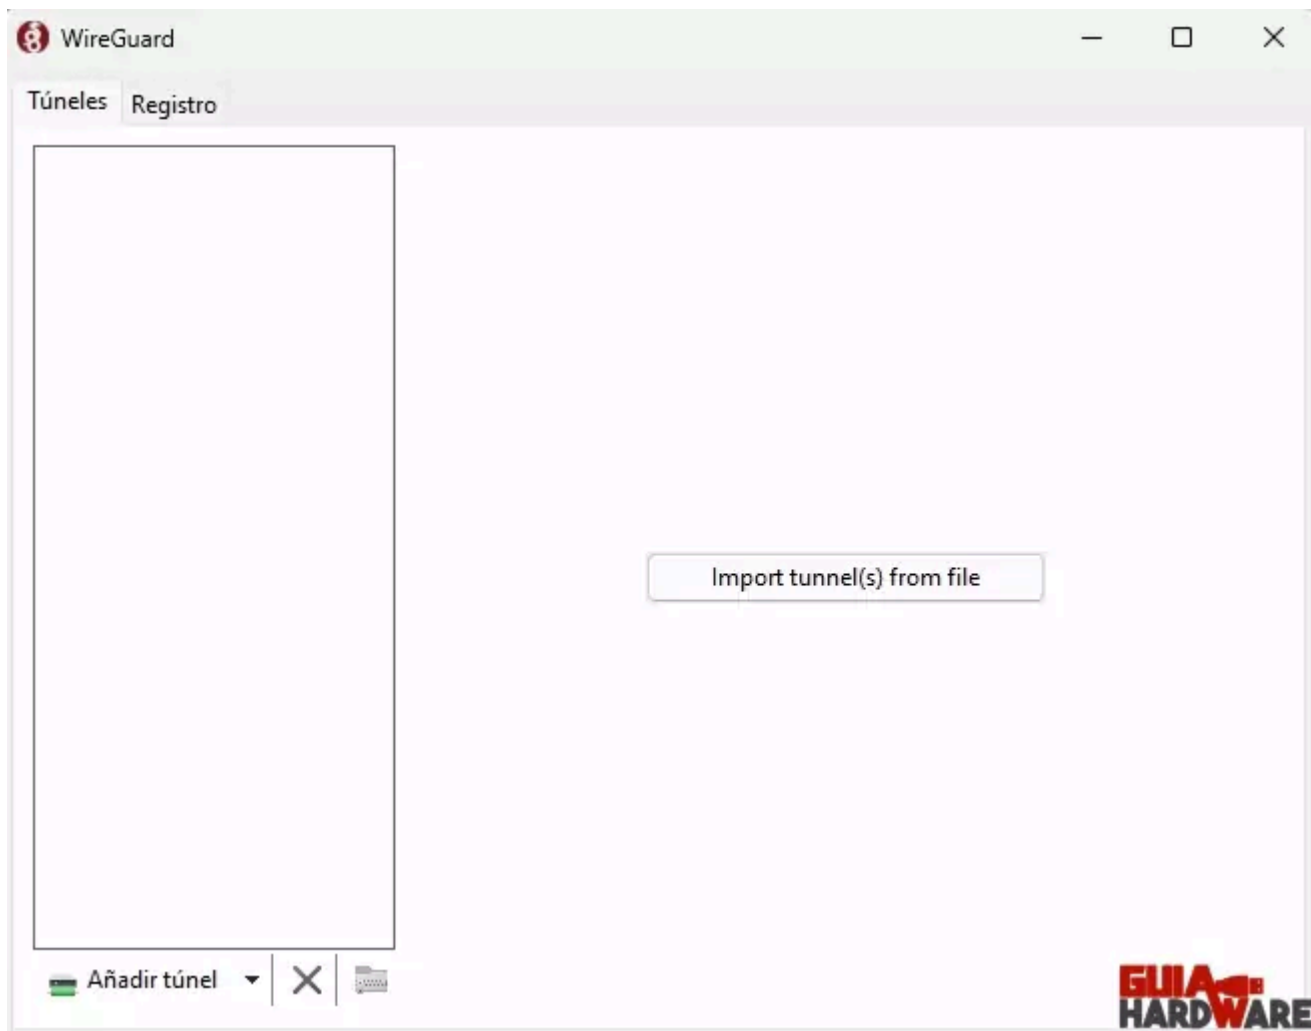 WireGuard
Túneles Registro
Import tunnel(s) from file
Añadir túnel
GUIA
HARDWARE